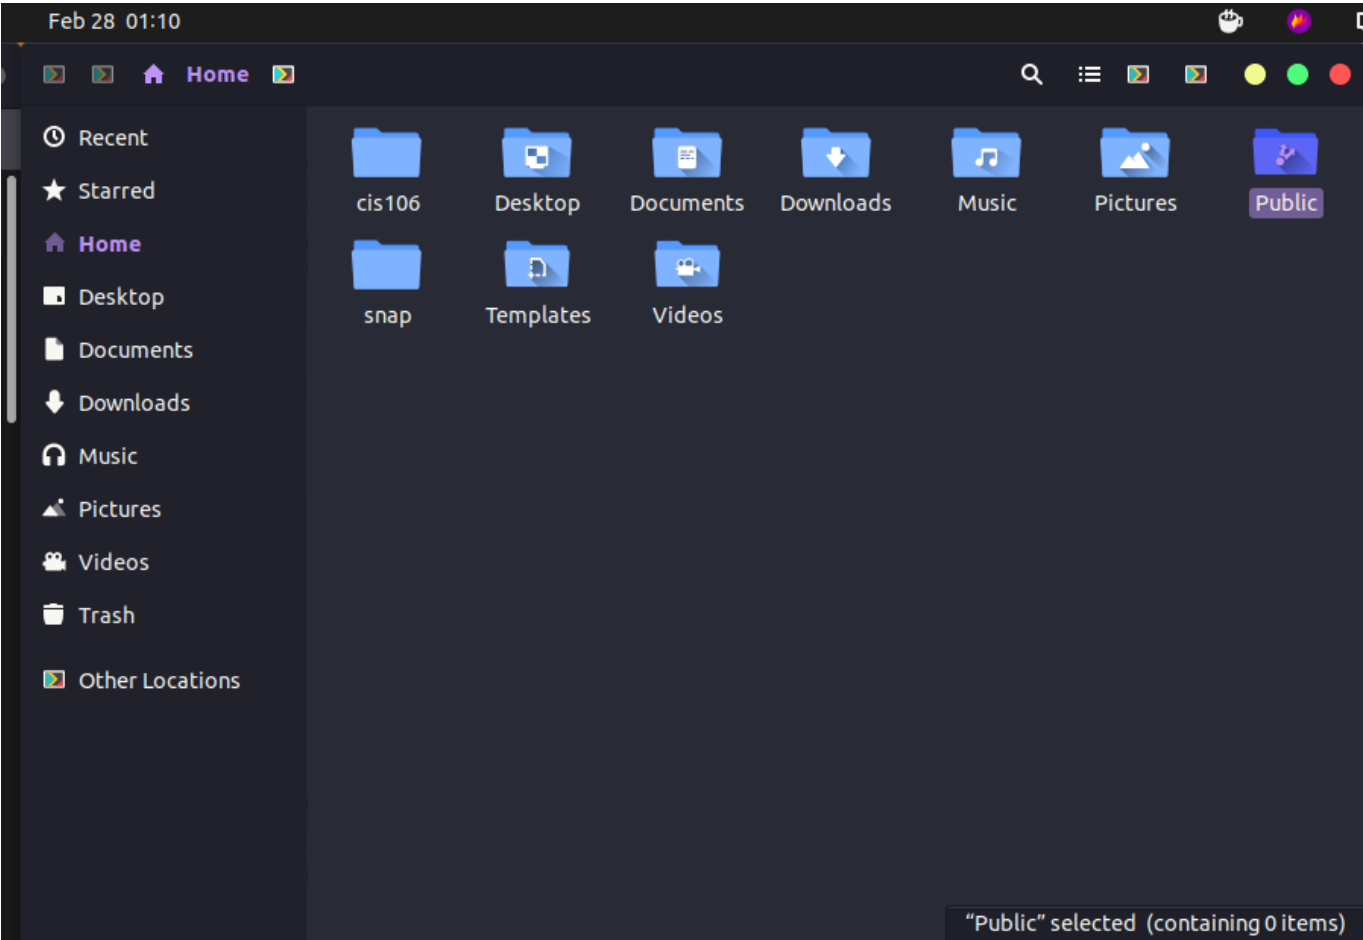 Feb 28 01:10
Home
Recent
Starred
Home
Desktop
Documents
Downloads
Music
Pictures
Videos
Trash
Other Locations
cis106 Desktop Documents Downloads Music Pictures Public
snap Templates Videos
“Public” selected (containing 0 items)